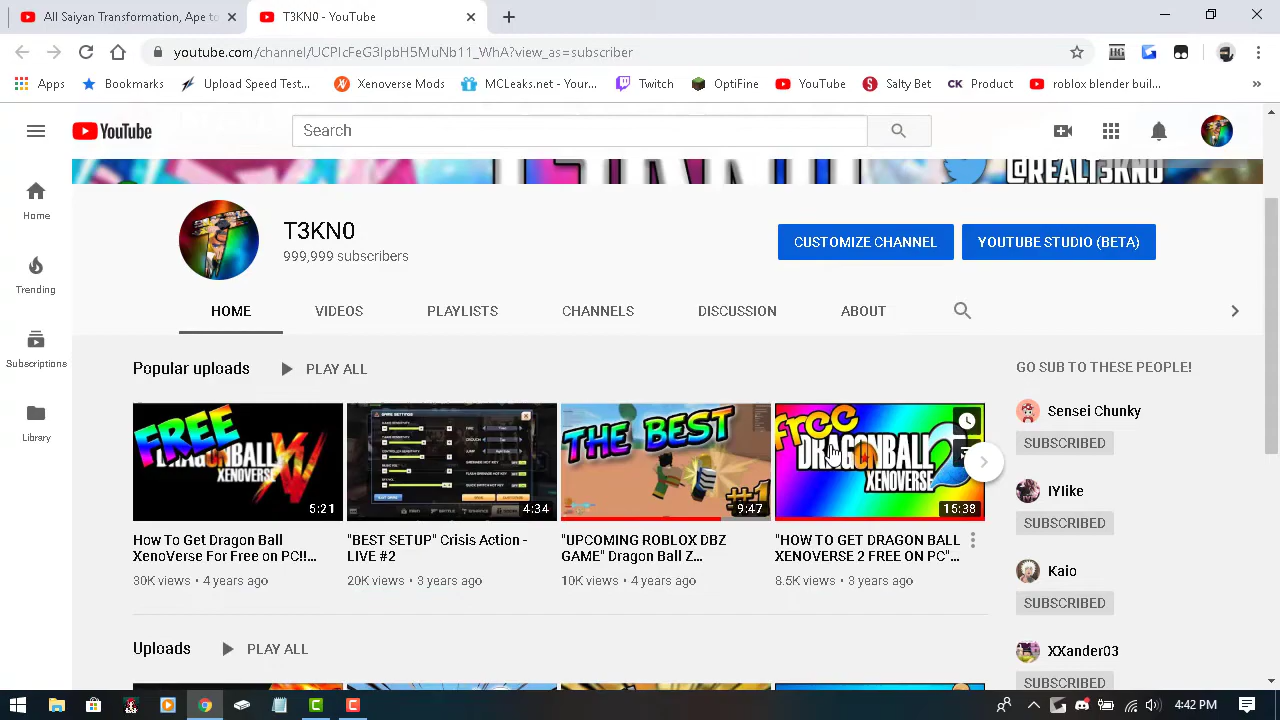 All Saiyan Transformation, Ape to
T3KN0 - YouTube
youtube.com/channel/UCPIcFeG3IpbH5MuNb11_WhA?view_as=subscriber
Apps
Bookmarks
Upload Speed Test...
Xenoverse Mods
MCLeaks.net - Your...
Twitch
OptiFine
YouTube
Salty Bet
CK
Product
roblox blender buil...
YouTube
Search
@REALT3KN0
Home
Trending
Subscriptions
Library
T3KN0
999,999 subscribers
CUSTOMIZE CHANNEL
YOUTUBE STUDIO (BETA)
HOME
VIDEOS
PLAYLISTS
CHANNELS
DISCUSSION
ABOUT
Popular uploads
PLAY ALL
GO SUB TO THESE PEOPLE!
FREE
DRAGONBALL
XENOVERSE
5:21
4:34
THE BEST
#1
9:47
FREE
DRAGONBALL 2
XENOVERSE
15:38
How To Get Dragon Ball
XenoVerse For Free on PC!!...
30K views • 4 years ago
"BEST SETUP" Crisis Action -
LIVE #2
20K views • 3 years ago
"UPCOMING ROBLOX DBZ
GAME" Dragon Ball Z...
10K views • 4 years ago
"HOW TO GET DRAGON BALL
XENOVERSE 2 FREE ON PC"...
8.5K views • 3 years ago
Sensei Chunky
SUBSCRIBED
IYIike
SUBSCRIBED
Kaio
SUBSCRIBED
XXander03
SUBSCRIBED
Uploads
PLAY ALL
4:42 PM